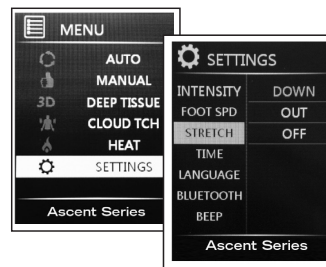 MENU
AUTO
MANUAL
3D DEEP TISSUE
CLOUD TCH
HEAT
SETTINGS
Ascent Series
SETTINGS
INTENSITY DOWN
FOOT SPD OUT
STRETCH OFF
TIME
LANGUAGE
BLUETOOTH
BEEP
Ascent Series